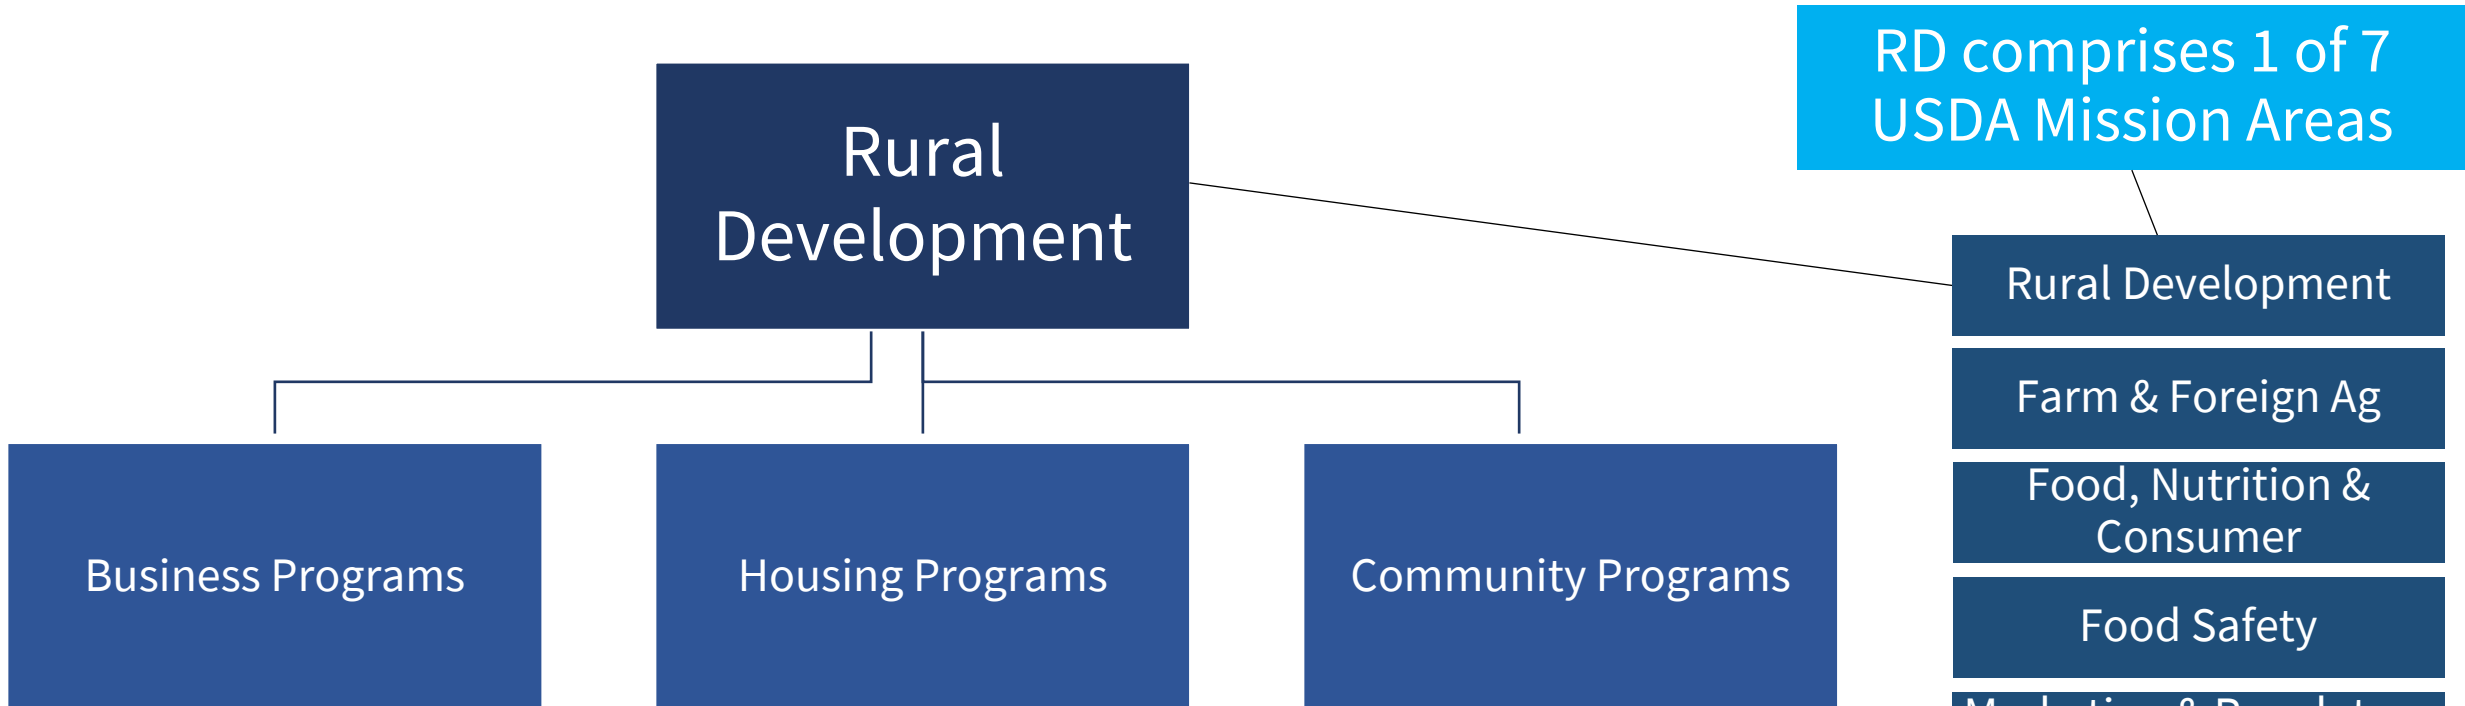 RD comprises 1 of 7
USDA Mission Areas
Rural
Development
Rural Development
Farm & Foreign Ag
Food, Nutrition &
Consumer
Food Safety
Business Programs
Housing Programs
Community Programs